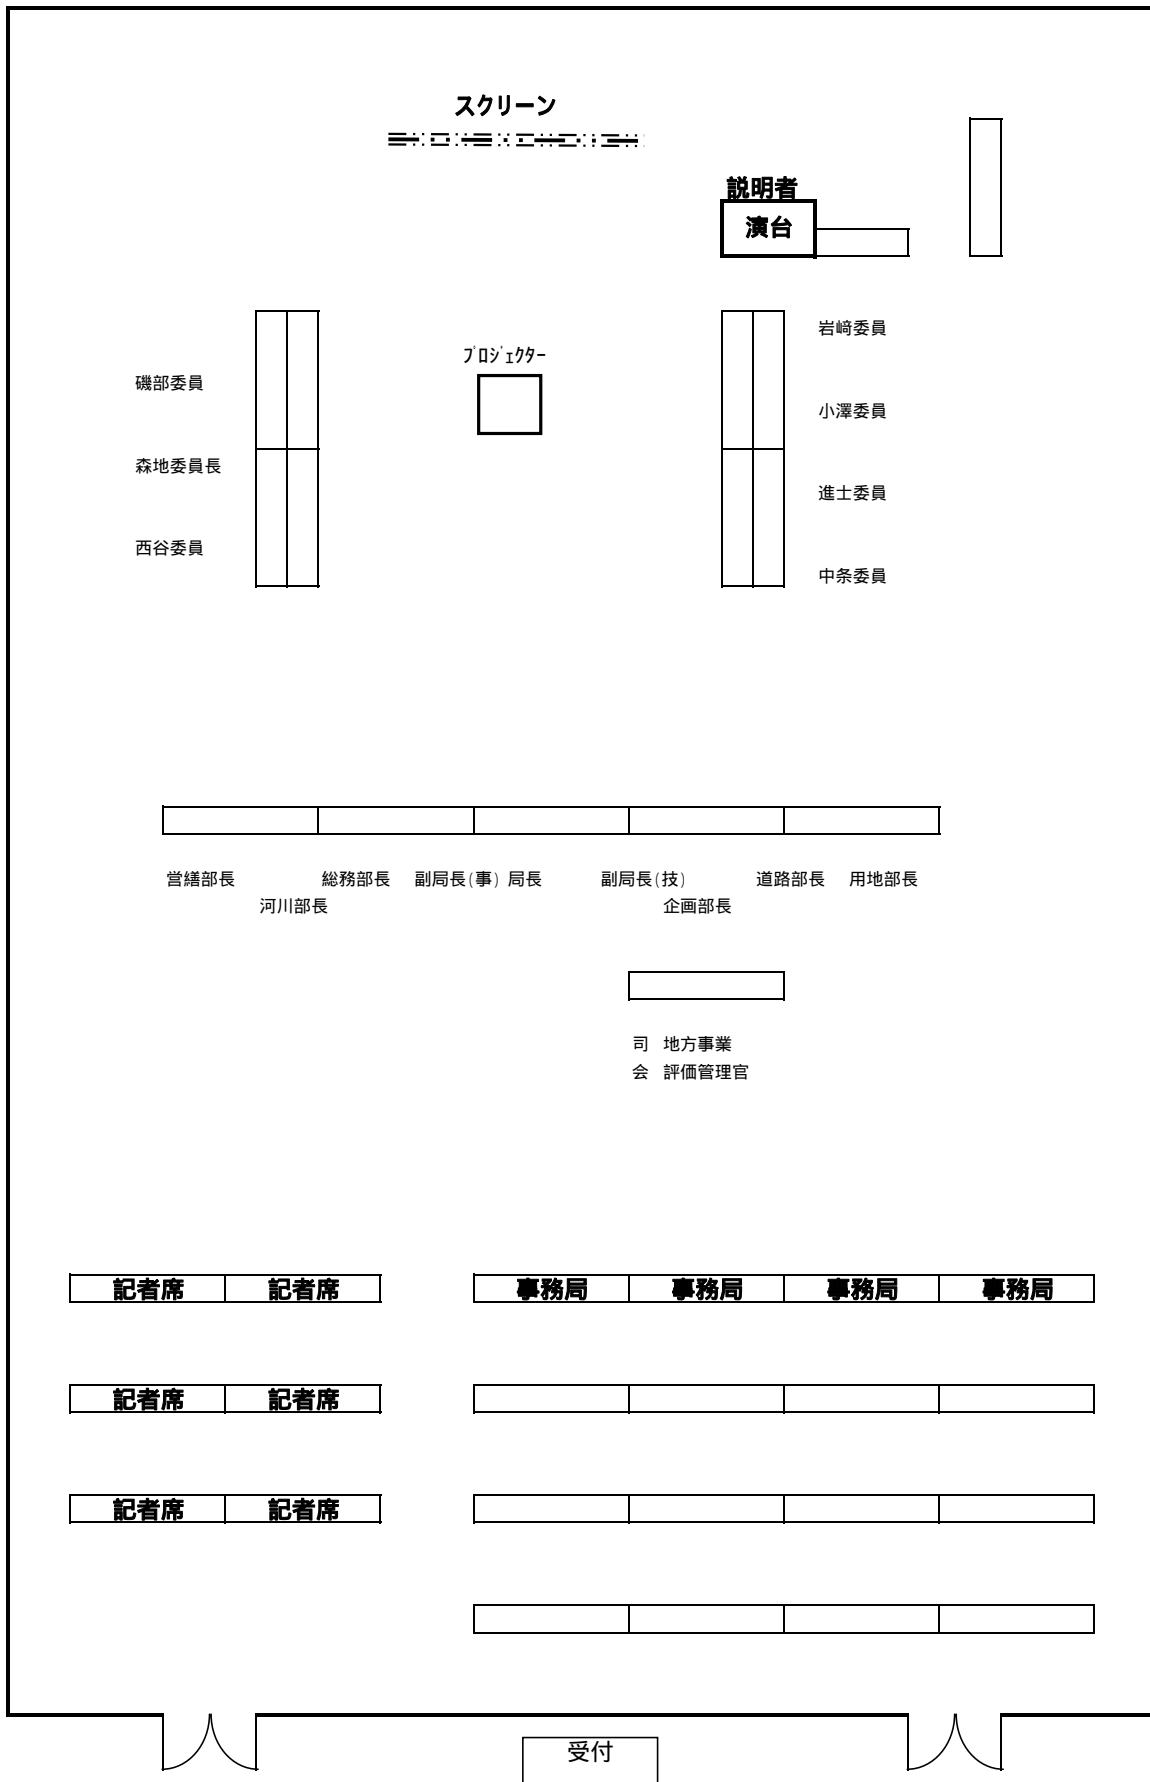 スクリーン
説明者
演台
岩﨑委員
ﾌﾟﾛｼﾞｪｸﾀｰ
磯部委員
小澤委員
森地委員長
進士委員
西谷委員
中条委員
営繕部長 総務部長 副局長(事) 局長 副局長(技) 道路部長 用地部長
河川部長 企画部長
司 地方事業
会 評価管理官
記者席 記者席 事務局 事務局 事務局 事務局
記者席 記者席
記者席 記者席
受付